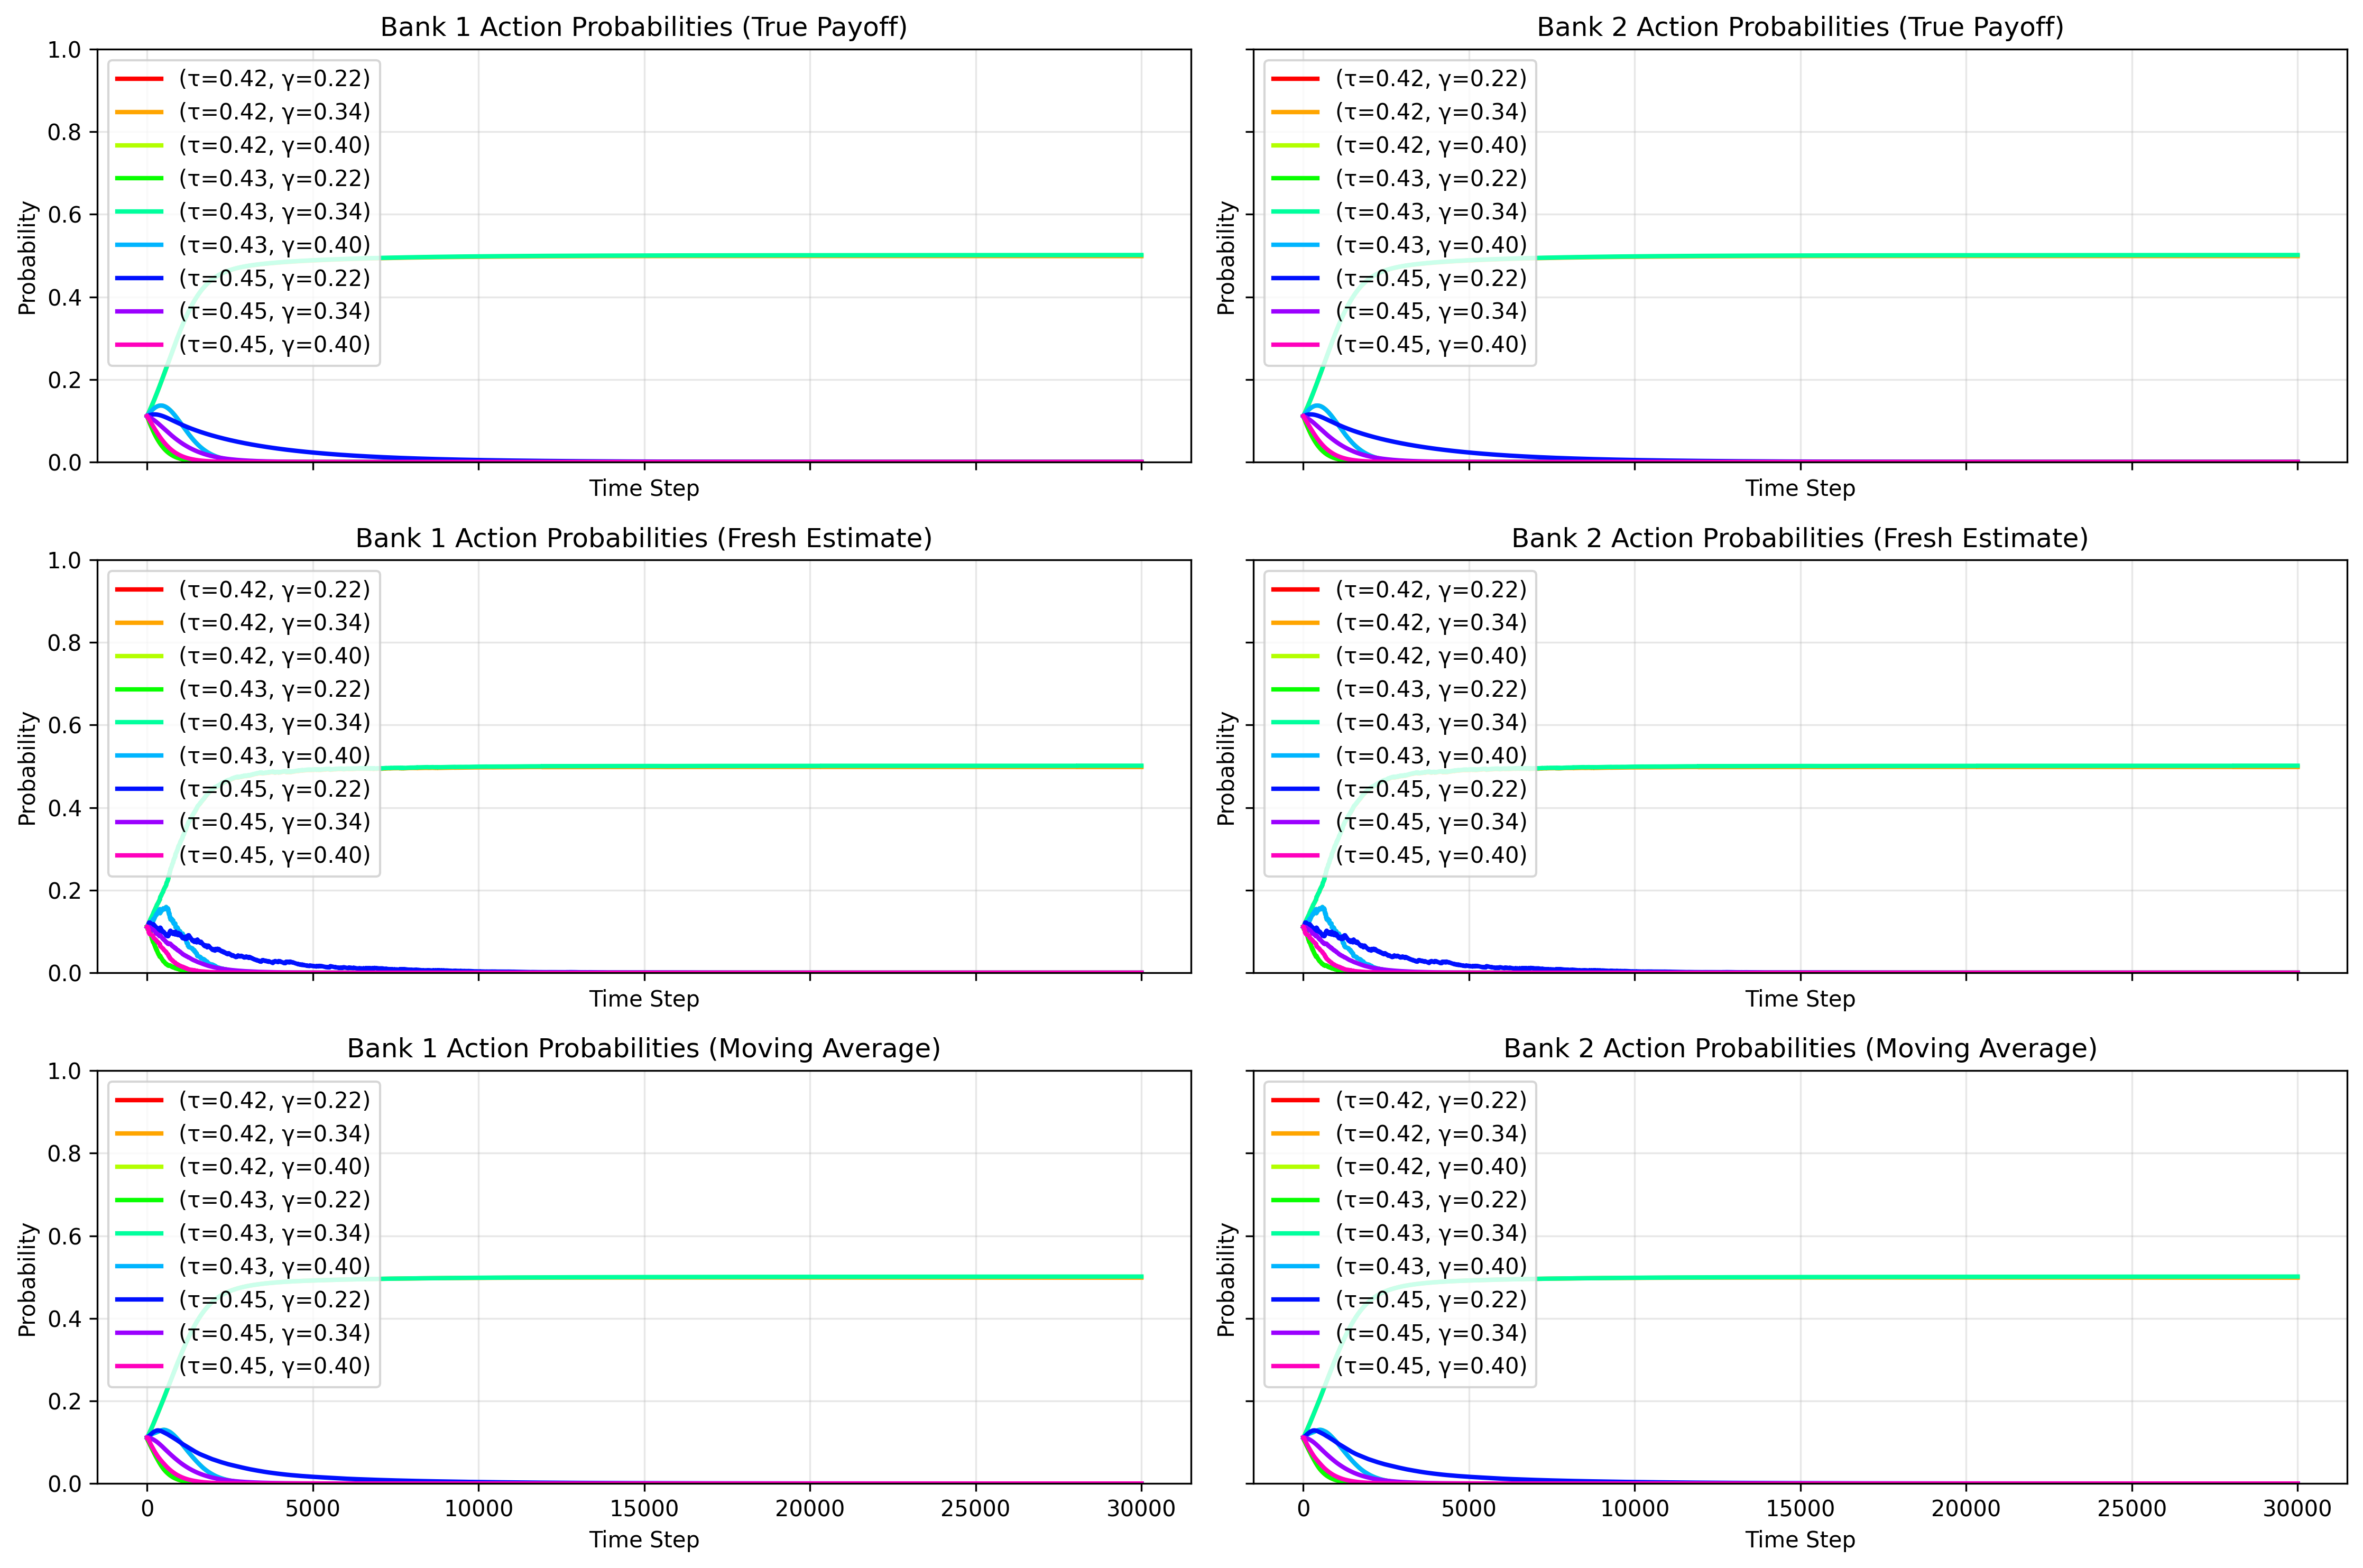 Bank 1 Action Probabilities (True Payoff)
1.0
0.8
0.6
0.4
0.2
0.0
Probability
(τ=0.42, γ=0.22)
(τ=0.42, γ=0.34)
(τ=0.42, γ=0.40)
(τ=0.43, γ=0.22)
(τ=0.43, γ=0.34)
(τ=0.43, γ=0.40)
(τ=0.45, γ=0.22)
(τ=0.45, γ=0.34)
(τ=0.45, γ=0.40)
Time Step
Bank 2 Action Probabilities (True Payoff)
Probability
(τ=0.42, γ=0.22)
(τ=0.42, γ=0.34)
(τ=0.42, γ=0.40)
(τ=0.43, γ=0.22)
(τ=0.43, γ=0.34)
(τ=0.43, γ=0.40)
(τ=0.45, γ=0.22)
(τ=0.45, γ=0.34)
(τ=0.45, γ=0.40)
Time Step
Bank 1 Action Probabilities (Fresh Estimate)
1.0
0.8
0.6
0.4
0.2
0.0
Probability
(τ=0.42, γ=0.22)
(τ=0.42, γ=0.34)
(τ=0.42, γ=0.40)
(τ=0.43, γ=0.22)
(τ=0.43, γ=0.34)
(τ=0.43, γ=0.40)
(τ=0.45, γ=0.22)
(τ=0.45, γ=0.34)
(τ=0.45, γ=0.40)
Time Step
Bank 2 Action Probabilities (Fresh Estimate)
Probability
(τ=0.42, γ=0.22)
(τ=0.42, γ=0.34)
(τ=0.42, γ=0.40)
(τ=0.43, γ=0.22)
(τ=0.43, γ=0.34)
(τ=0.43, γ=0.40)
(τ=0.45, γ=0.22)
(τ=0.45, γ=0.34)
(τ=0.45, γ=0.40)
Time Step
Bank 1 Action Probabilities (Moving Average)
1.0
0.8
0.6
0.4
0.2
0.0
Probability
(τ=0.42, γ=0.22)
(τ=0.42, γ=0.34)
(τ=0.42, γ=0.40)
(τ=0.43, γ=0.22)
(τ=0.43, γ=0.34)
(τ=0.43, γ=0.40)
(τ=0.45, γ=0.22)
(τ=0.45, γ=0.34)
(τ=0.45, γ=0.40)
0 5000 10000 15000 20000 25000 30000
Time Step
Bank 2 Action Probabilities (Moving Average)
Probability
(τ=0.42, γ=0.22)
(τ=0.42, γ=0.34)
(τ=0.42, γ=0.40)
(τ=0.43, γ=0.22)
(τ=0.43, γ=0.34)
(τ=0.43, γ=0.40)
(τ=0.45, γ=0.22)
(τ=0.45, γ=0.34)
(τ=0.45, γ=0.40)
0 5000 10000 15000 20000 25000 30000
Time Step